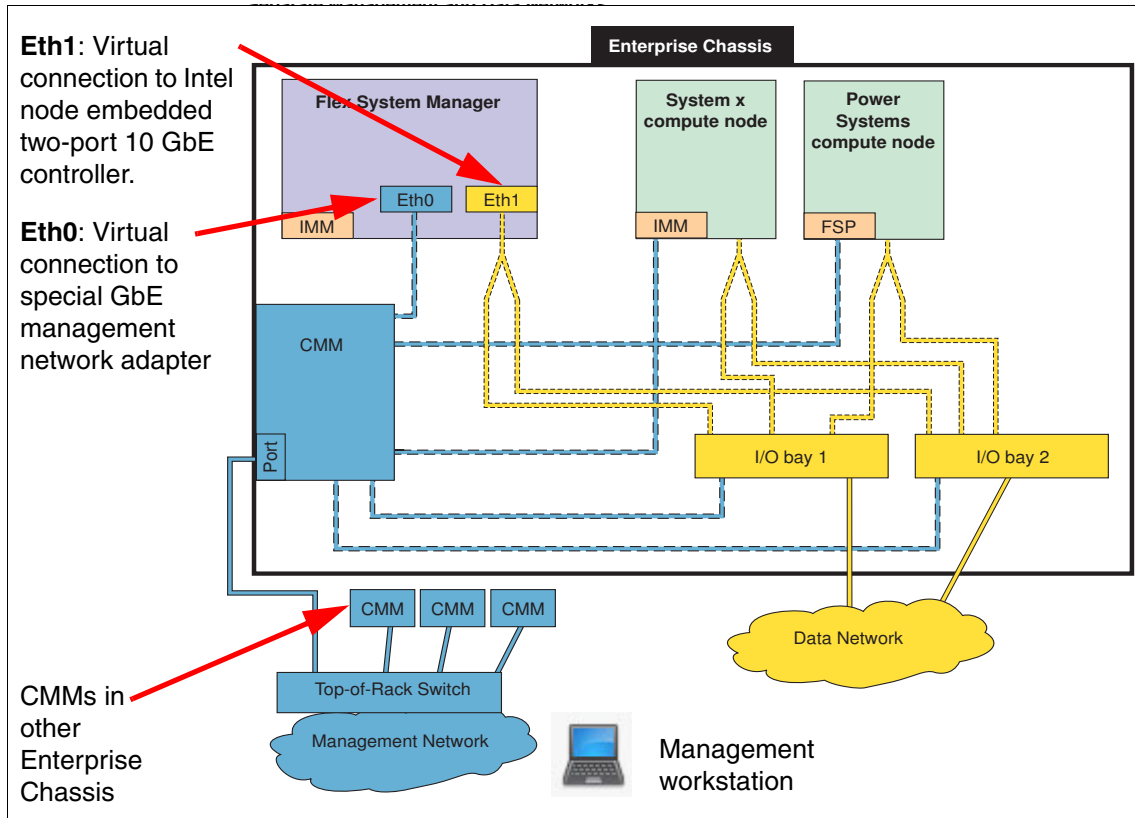 Eth1: Virtual
connection to Intel
node embedded
two-port 10 GbE
controller.
Eth0: Virtual
connection to
special GbE
management
network adapter
CMMs in
other
Enterprise
Chassis
Enterprise Chassis
Flex System Manager
Eth0
Eth1
IMM
System x
compute node
IMM
Power
Systems
compute node
FSP
CMM
Port
I/O bay 1
I/O bay 2
CMM
CMM
CMM
Top-of-Rack Switch
Management Network
Data Network
Management
workstation